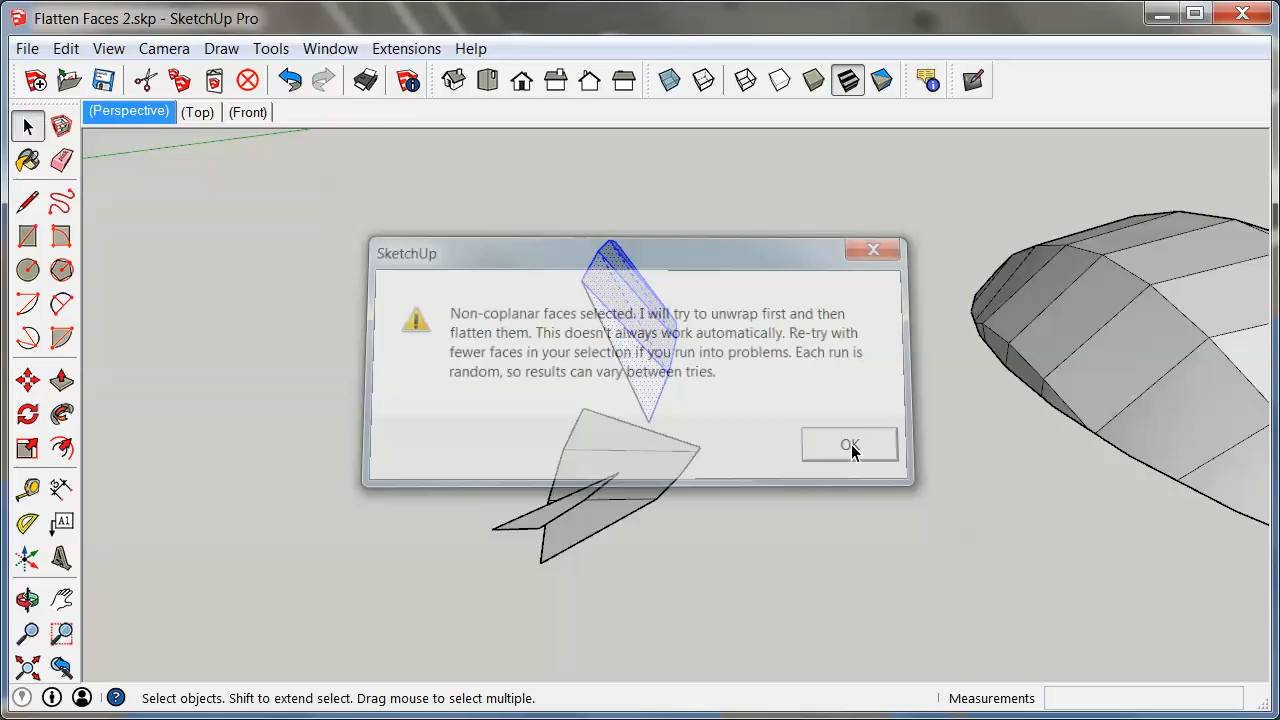 Flatten Faces 2.skp - SketchUp Pro
File Edit View Camera Draw Tools Window Extensions Help
(Perspective) (Top) (Front)
SketchUp
Non-coplanar faces selected. I will try to unwrap first and then
flatten them. This doesn't always work automatically. Re-try with
fewer faces in your selection if you run into problems. Each run is
random, so results can vary between tries.
OK
A1
Select objects. Shift to extend select. Drag mouse to select multiple.
Measurements